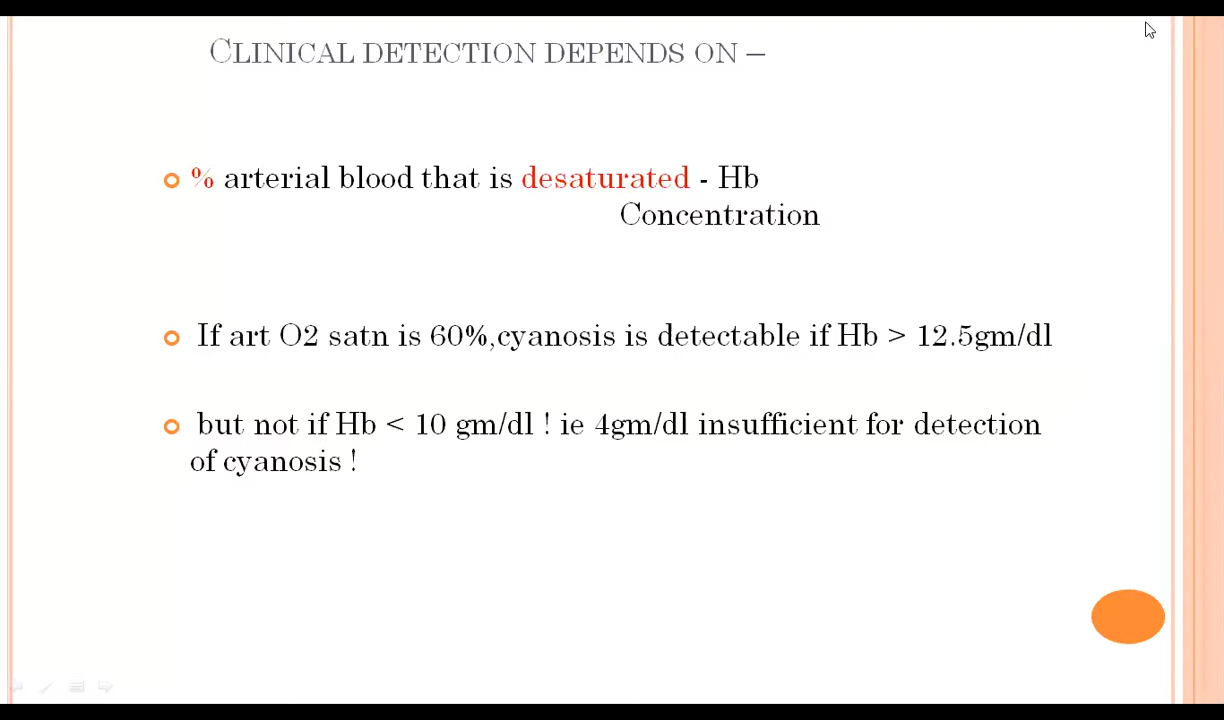 CLINICAL DETECTION DEPENDS ON –
% arterial blood that is desaturated - Hb
Concentration
If art O2 satn is 60%,cyanosis is detectable if Hb > 12.5gm/dl
but not if Hb < 10 gm/dl ! ie 4gm/dl insufficient for detection
of cyanosis !